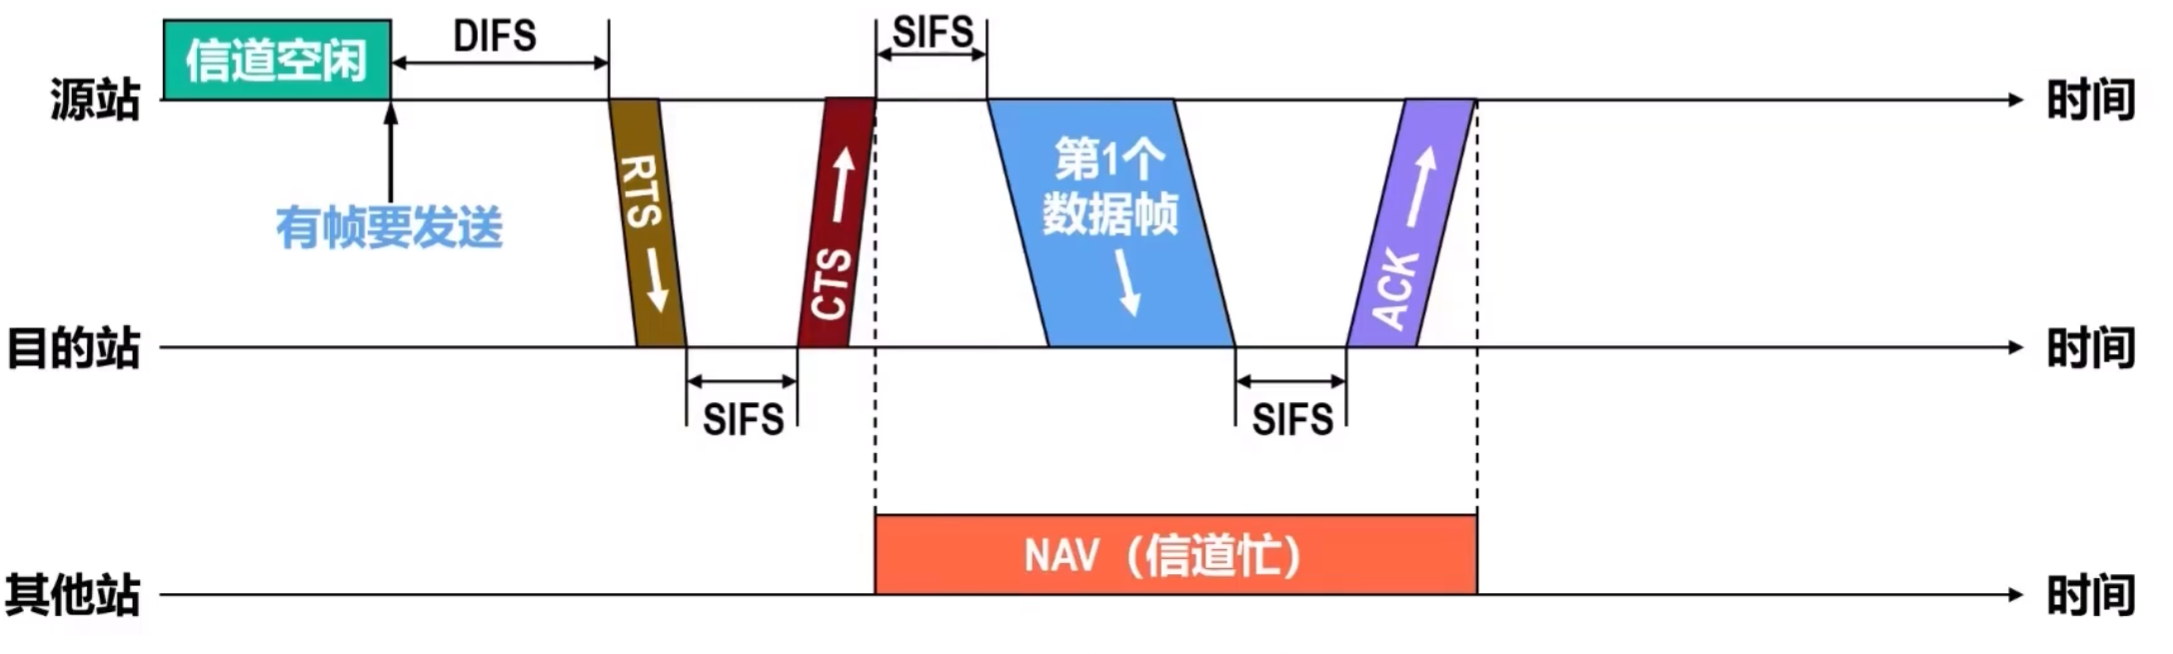 信道空闲
DIFS
SIFS
源站
时间
有帧要发送
RTS
CTS
第1个
数据帧
ACK
目的站
时间
SIFS
SIFS
NAV（信道忙）
其他站
时间